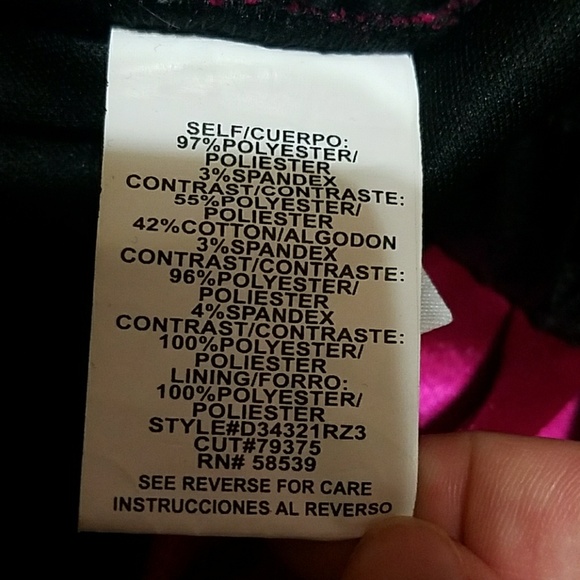 SELF/CUERPO:
97%POLYESTER/
POLIESTER
3%SPANDEX
CONTRAST/CONTRASTE:
55%POLYESTER/
POLIESTER
42%COTTON/ALGODON
3%SPANDEX
CONTRAST/CONTRASTE:
96%POLYESTER/
POLIESTER
4%SPANDEX
CONTRAST/CONTRASTE:
100%POLYESTER/
POLIESTER
LINING/FORRO:
100%POLYESTER/
POLIESTER
STYLE#D34321RZ3
CUT#79375
RN# 58539
SEE REVERSE FOR CARE
INSTRUCCIONES AL REVERSO